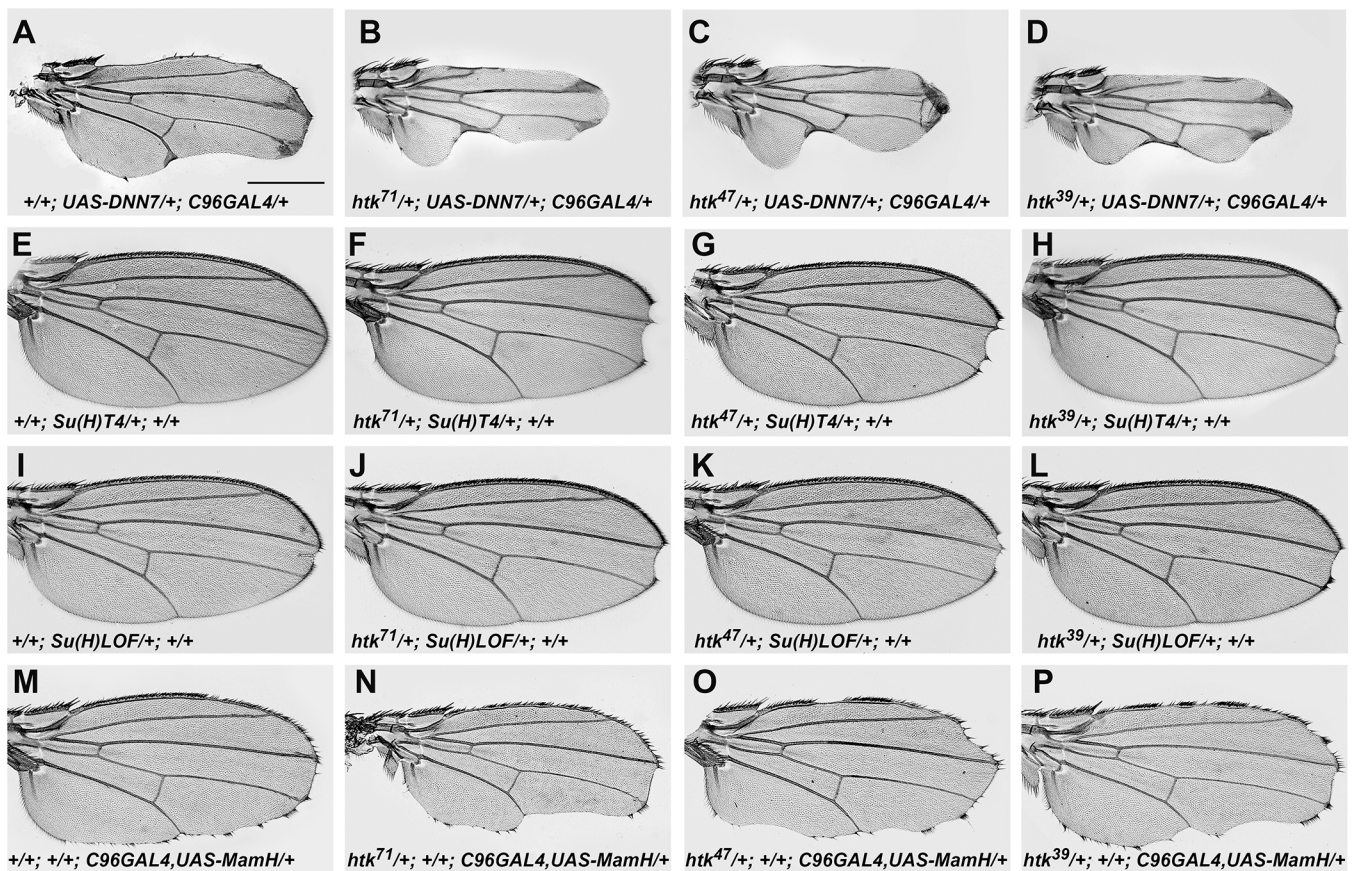 A
B
C
D
+/+; UAS-DNN7/+; C96GAL4/+
htk71/+; UAS-DNN7/+; C96GAL4/+
htk47/+; UAS-DNN7/+; C96GAL4/+
htk39/+; UAS-DNN7/+; C96GAL4/+
E
F
G
H
+/+; Su(H)T4/+; +/+
htk71/+; Su(H)T4/+; +/+
htk47/+; Su(H)T4/+; +/+
htk39/+; Su(H)T4/+; +/+
I
J
K
L
+/+; Su(H)LOF/+; +/+
htk71/+; Su(H)LOF/+; +/+
htk47/+; Su(H)LOF/+; +/+
htk39/+; Su(H)LOF/+; +/+
M
N
O
P
+/+; +/+; C96GAL4,UAS-MamH/+
htk71/+; +/+; C96GAL4,UAS-MamH/+
htk47/+; +/+; C96GAL4,UAS-MamH/+
htk39/+; +/+; C96GAL4,UAS-MamH/+